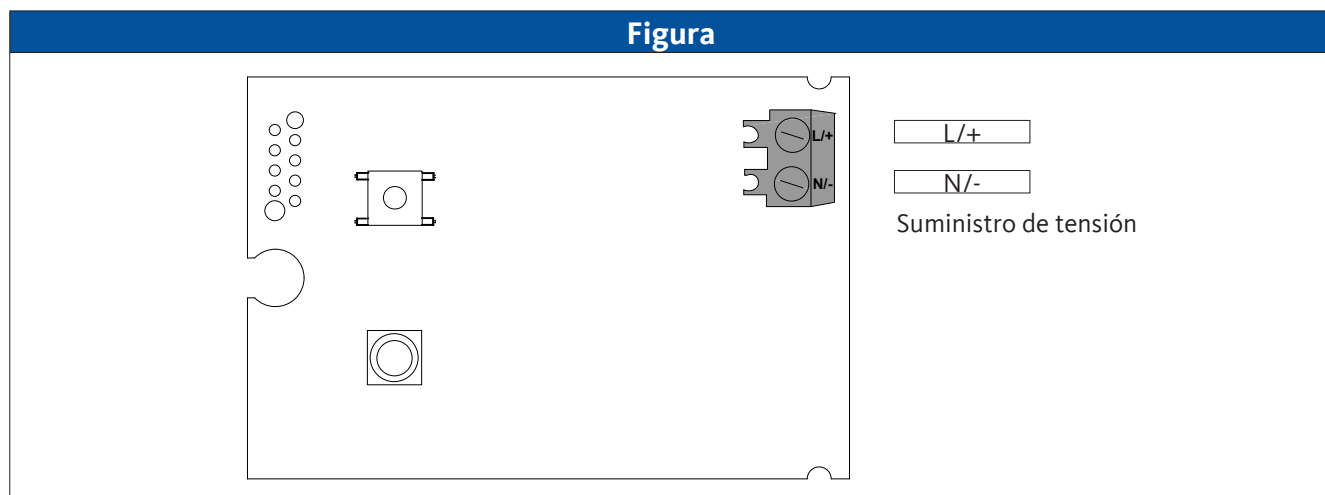 Figura
L/+
N/-
L/+
N/-
Suministro de tensión